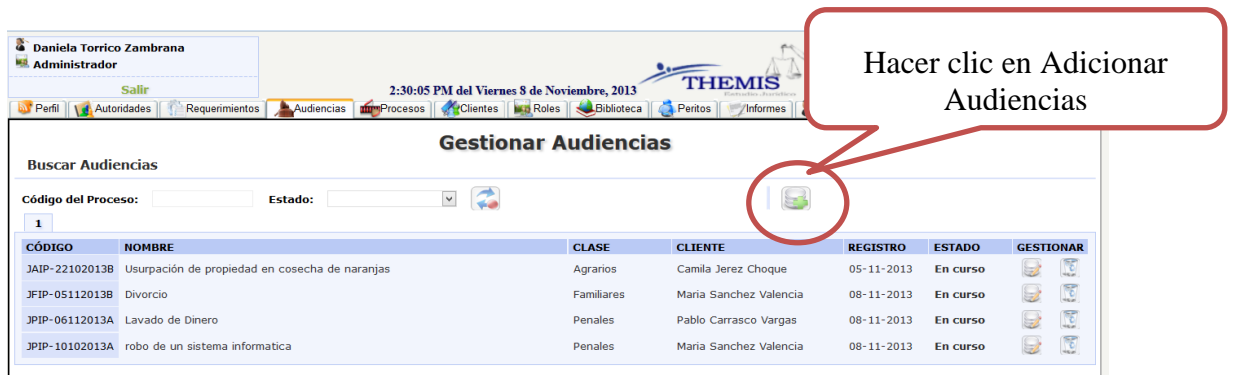 Daniela Torrico Zambrana
Administrador
Salir
2:30:05 PM del Viernes 8 de Noviembre, 2013
THEMIS
Estudio Jurídico
Hacer clic en Adicionar
Audiencias
Perfil Autoridades Requerimientos Audiencias Procesos Clientes Roles Biblioteca Peritos Informes
Gestionar Audiencias
Buscar Audiencias
Código del Proceso: Estado:
1
CÓDIGO NOMBRE CLASE CLIENTE REGISTRO ESTADO GESTIONAR
JAIP-22102013B Usurpación de propiedad en cosecha de naranjas Agrarios Camila Jerez Choque 05-11-2013 En curso
JFIP-05112013B Divorcio Familiares Maria Sanchez Valencia 08-11-2013 En curso
JPIP-06112013A Lavado de Dinero Penales Pablo Carrasco Vargas 08-11-2013 En curso
JPIP-10102013A robo de un sistema informatica Penales Maria Sanchez Valencia 08-11-2013 En curso